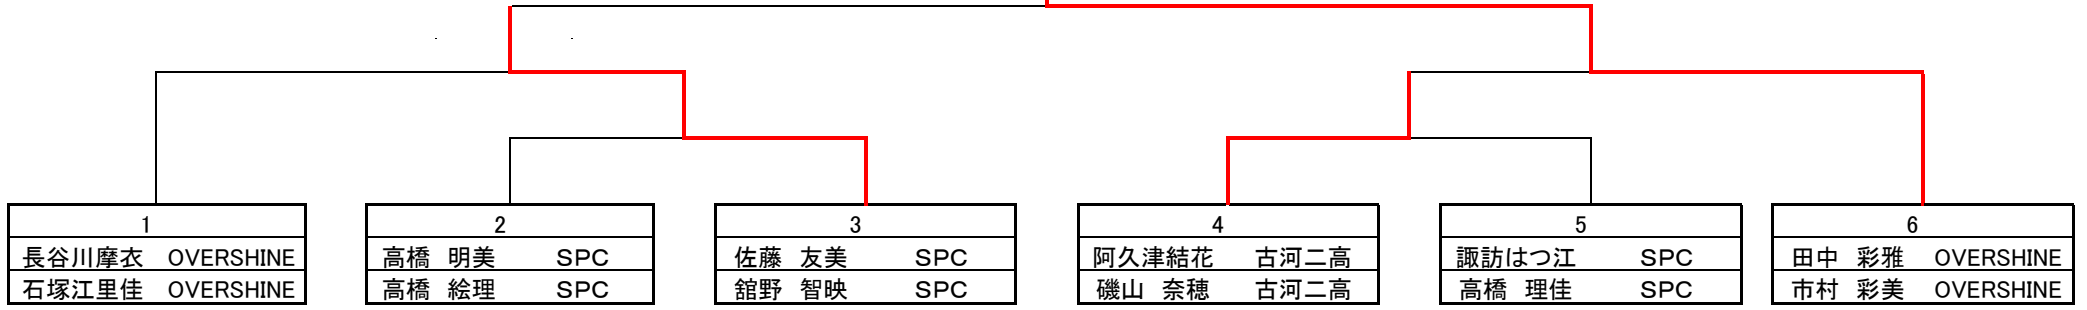 1 2 3 4 5 6
長谷川摩衣 OVERSHINE 高橋 明美 SPC 佐藤 友美 SPC 阿久津結花 古河二高 諏訪はつ江 SPC 田中 彩雅 OVERSHINE
石塚江里佳 OVERSHINE 高橋 絵理 SPC 舘野 智映 SPC 磯山 奈穂 古河二高 高橋 理佳 SPC 市村 彩美 OVERSHINE